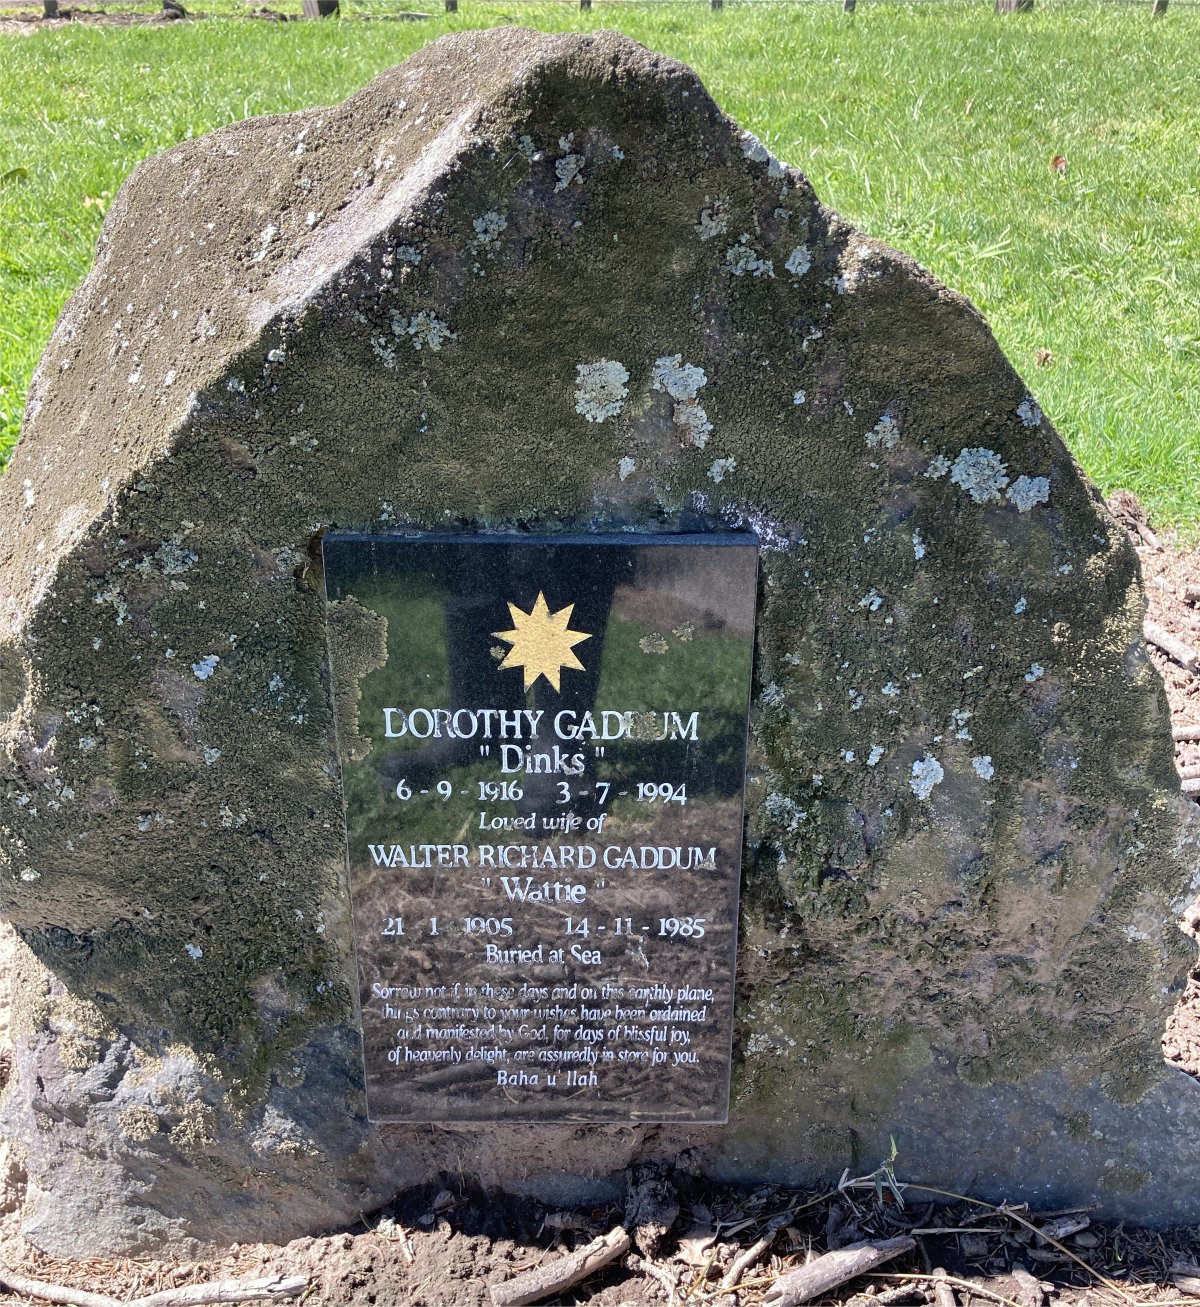 DOROTHY GADDUM
" Dinks "
6 - 9 - 1916 3 - 7 - 1994
Loved wife of
WALTER RICHARD GADDUM
" Wattie "
21 - 1 - 1905 14 - 11 - 1985
Buried at Sea
Sorrow not if, in these days and on this earthly plane,
things contrary to your wishes have been ordained
and manifested by God, for days of blissful joy,
of heavenly delight, are assuredly in store for you.
Baha u' llah